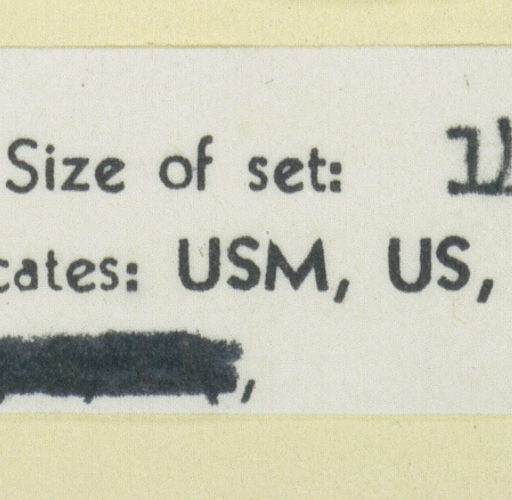 Size of set:
cates: USM, US,
,